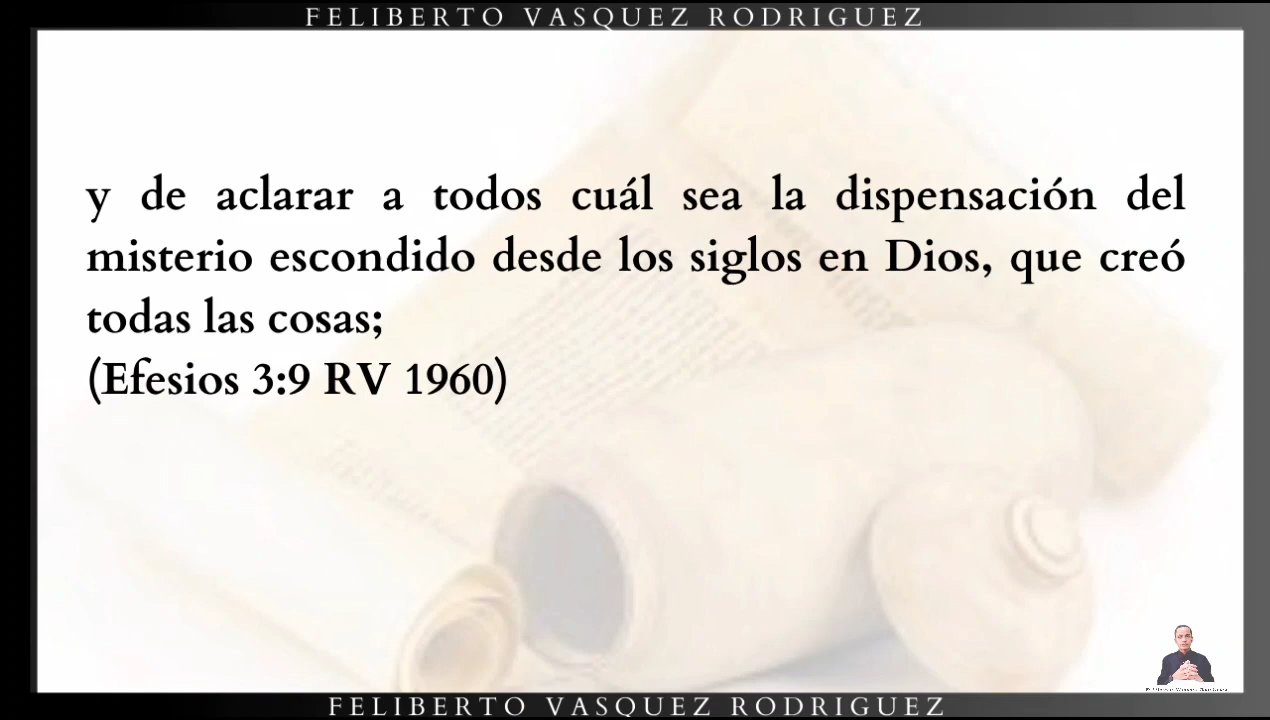 FELIBERTO VASQUEZ RODRIGUEZ
y de aclarar a todos cuál sea la dispensación del
misterio escondido desde los siglos en Dios, que creó
todas las cosas;
(Efesios 3:9 RV 1960)
FELIBERTO VASQUEZ RODRIGUEZ